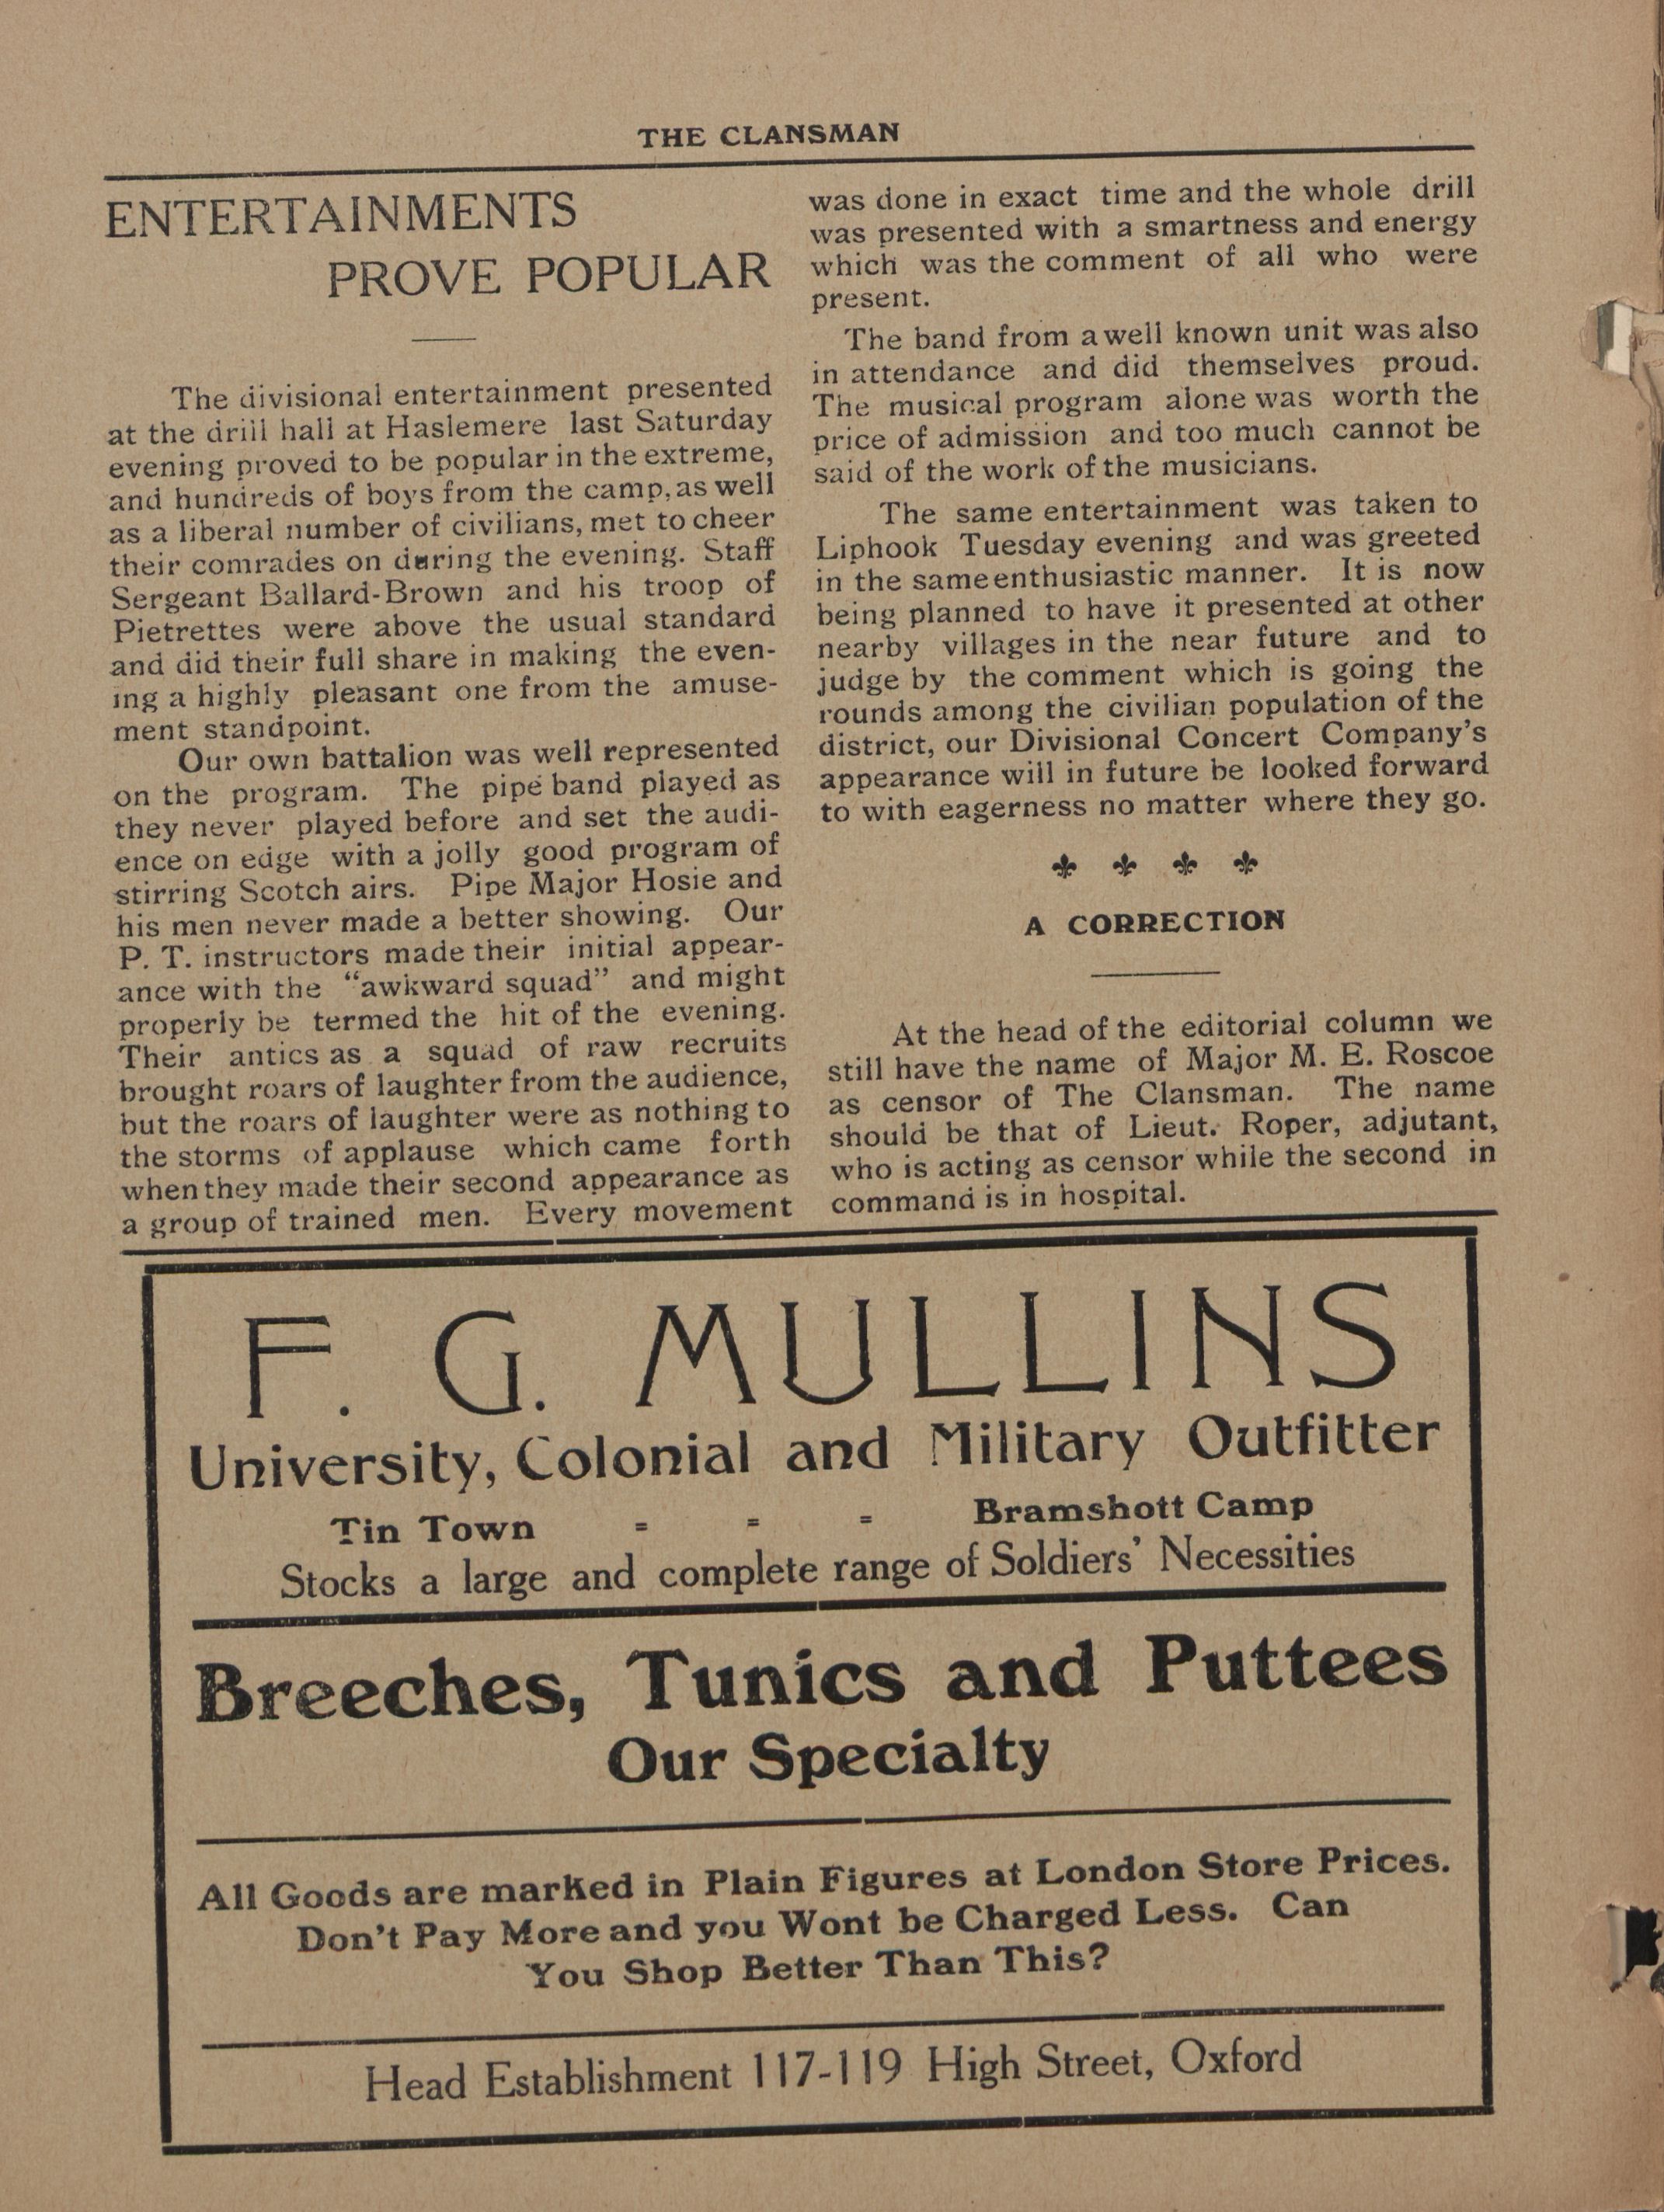 THE CLANSMAN
ENTERTAINMENTS
PROVE POPULAR
The divisional entertainment presented
at the drill hall at Haslemere last Saturday
evening proved to be popular in the extreme,
and hundreds of boys from the camp, as well
as a liberal number of civilians, met to cheer
their comrades on during the evening. Staff
Sergeant Ballard-Brown and his troop of
Pietrettes were above the usual standard
and did their full share in making the even-
ing a highly pleasant one from the amuse-
ment standpoint.
Our own battalion was well represented
on the program. The pipe band played as
they never played before and set the audi-
ence on edge with a jolly good program of
stirring Scotch airs. Pipe Major Hosie and
his men never made a better showing. Our
P. T. instructors made their initial appear-
ance with the "awkward squad" and might
properly be termed the hit of the evening.
Their antics as a squad of raw recruits
brought roars of laughter from the audience,
but the roars of laughter were as nothing to
the storms of applause which came forth
when they made their second appearance as
a group of trained men. Every movement
was done in exact time and the whole drill
was presented with a smartness and energy
which was the comment of all who were
present.
The band from a well known unit was also
in attendance and did themselves proud.
The musical program alone was worth the
price of admission and too much cannot be
said of the work of the musicians.
The same entertainment was taken to
Liphook Tuesday evening and was greeted
in the same enthusiastic manner. It is now
being planned to have it presented at other
nearby villages in the near future and to
judge by the comment which is going the
rounds among the civilian population of the
district, our Divisional Concert Company's
appearance will in future be looked forward
to with eagerness no matter where they go.
A CORRECTION
At the head of the editorial column we
still have the name of Major M. E. Roscoe
as censor of The Clansman. The name
should be that of Lieut. Roper, adjutant,
who is acting as censor while the second in
command is in hospital.
F. G. MULLINS
University, Colonial and Military Outfitter
Tin Town = = = Bramshott Camp
Stocks a large and complete range of Soldiers' Necessities
Breeches, Tunics and Puttees
Our Specialty
All Goods are marked in Plain Figures at London Store Prices.
Don't Pay More and you Wont be Charged Less. Can
You Shop Better Than This?
Head Establishment 117-119 High Street, Oxford